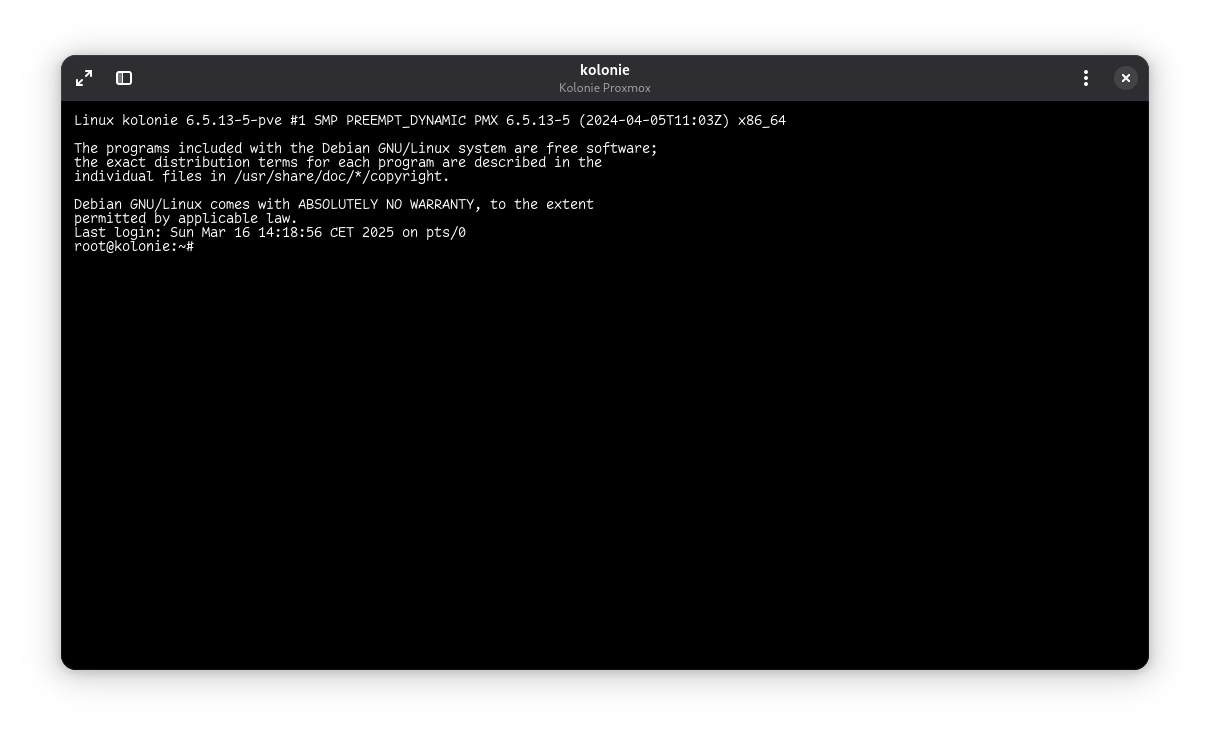 kolonie
Kolonie Proxmox
Linux kolonie 6.5.13-5-pve #1 SMP PREEMPT_DYNAMIC PMX 6.5.13-5 (2024-04-05T11:03Z) x86_64
The programs included with the Debian GNU/Linux system are free software;
the exact distribution terms for each program are described in the
individual files in /usr/share/doc/*/copyright.
Debian GNU/Linux comes with ABSOLUTELY NO WARRANTY, to the extent
permitted by applicable law.
Last login: Sun Mar 16 14:18:56 CET 2025 on pts/0
root@kolonie:~#